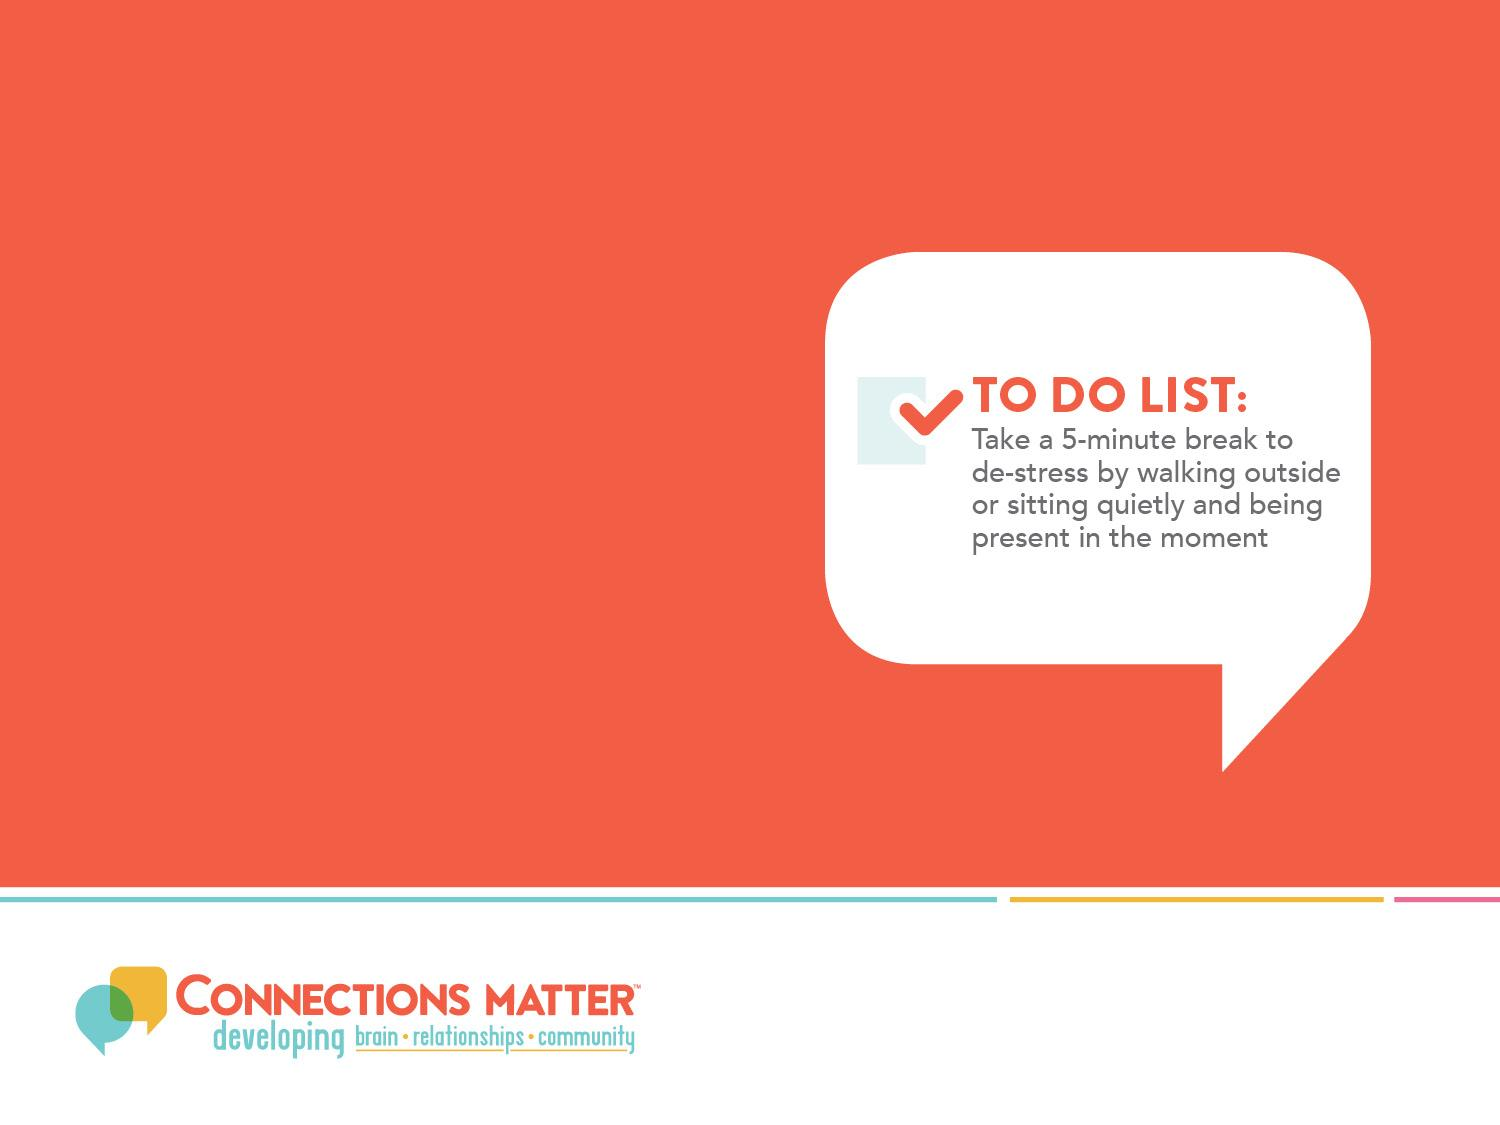 TO DO LIST:
Take a 5-minute break to
de-stress by walking outside
or sitting quietly and being
present in the moment
CONNECTIONS MATTER™
developing brain • relationships • community